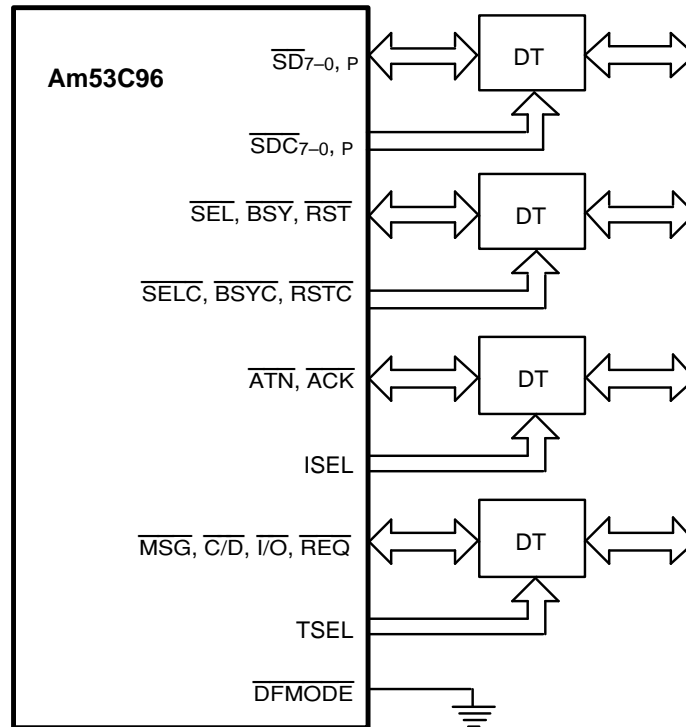 SD7–0, P
DT
Am53C96
SDC7–0, P
SEL, BSY, RST
DT
SELC, BSYC, RSTC
ATN, ACK
DT
ISEL
MSG, C/D, I/O, REQ
DT
TSEL
DFMODE